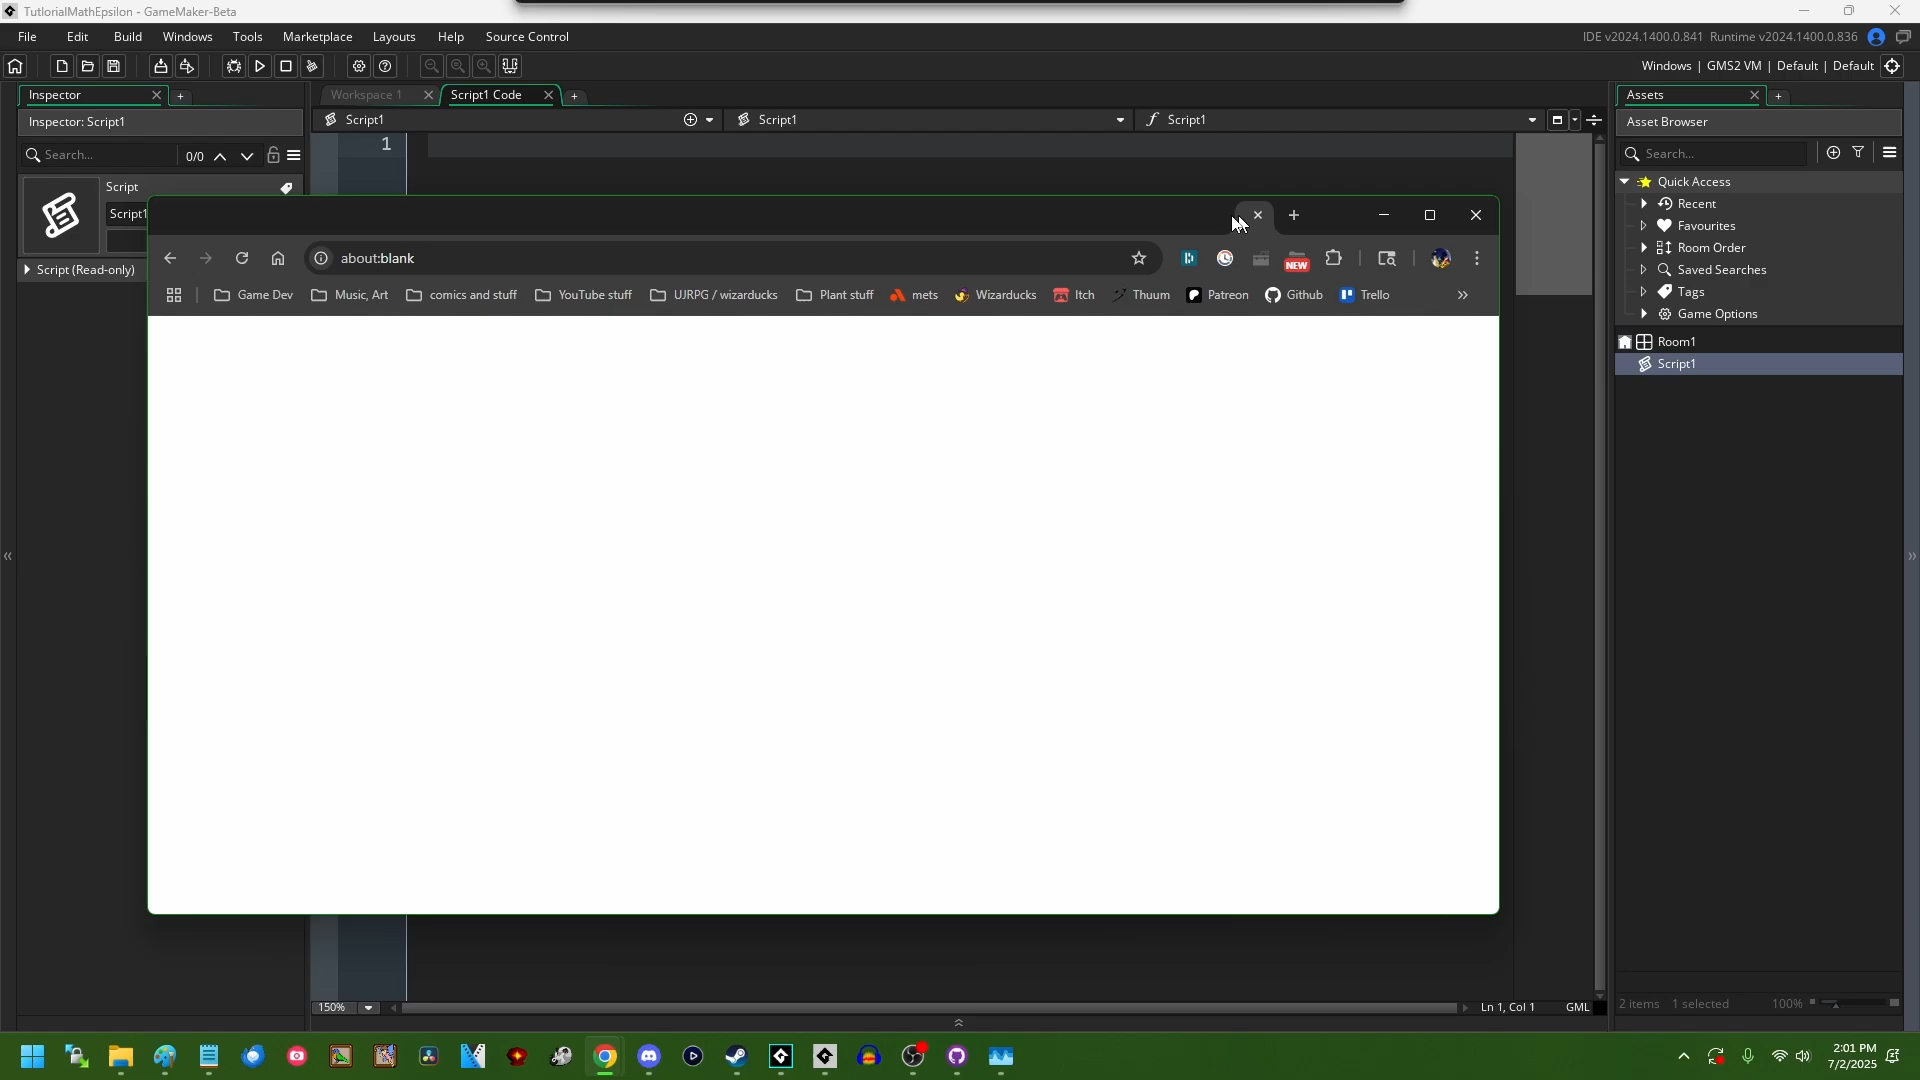 TutlorialMathEpsilon - GameMaker-Beta
File Edit Build Windows Tools Marketplace Layouts Help Source Control
IDE v2024.1400.0.841 Runtime v2024.1400.0.836
Windows | GMS2 VM | Default | Default
Inspector
Workspace 1
Script1 Code
Assets
Inspector: Script1
Script1
Script1
Script1
Asset Browser
Search...
0/0
1
Search...
Script
Script1
Script (Read-only)
about:blank
NEW
Game Dev
Music, Art
comics and stuff
YouTube stuff
UJRPG / wizarducks
Plant stuff
mets
Wizarducks
Itch
Thuum
Patreon
Github
Trello
Quick Access
Recent
Favourites
Room Order
Saved Searches
Tags
Game Options
Room1
Script1
150%
Ln 1, Col 1
GML
2 items 1 selected
100%
2:01 PM
7/2/2025